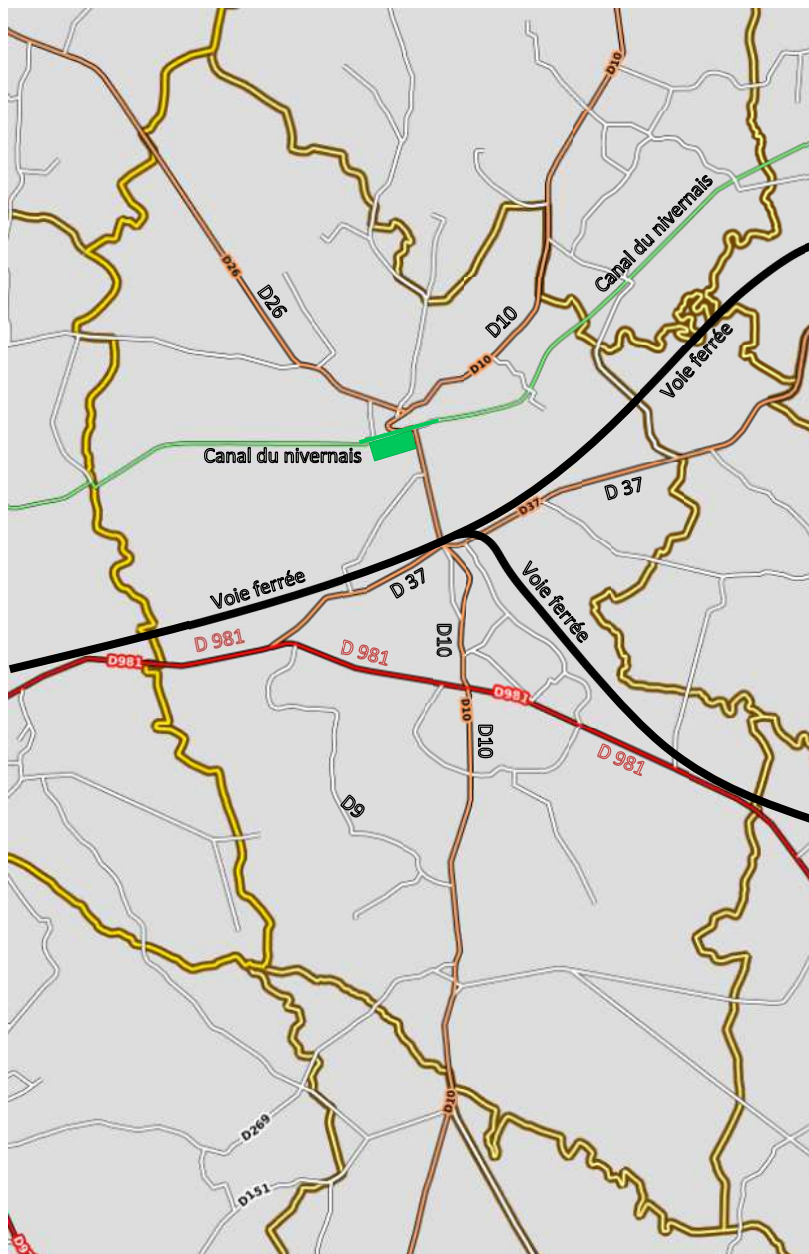 D10
Canal du nivernais
D26
D26
D10
Voie ferrée
D10
Canal du nivernais
D 37
D37
Voie ferrée
D 37
Voie ferrée
D 981
D10
D 981
D981
D981
D10
D10
D 981
D9
D10
D269
D151